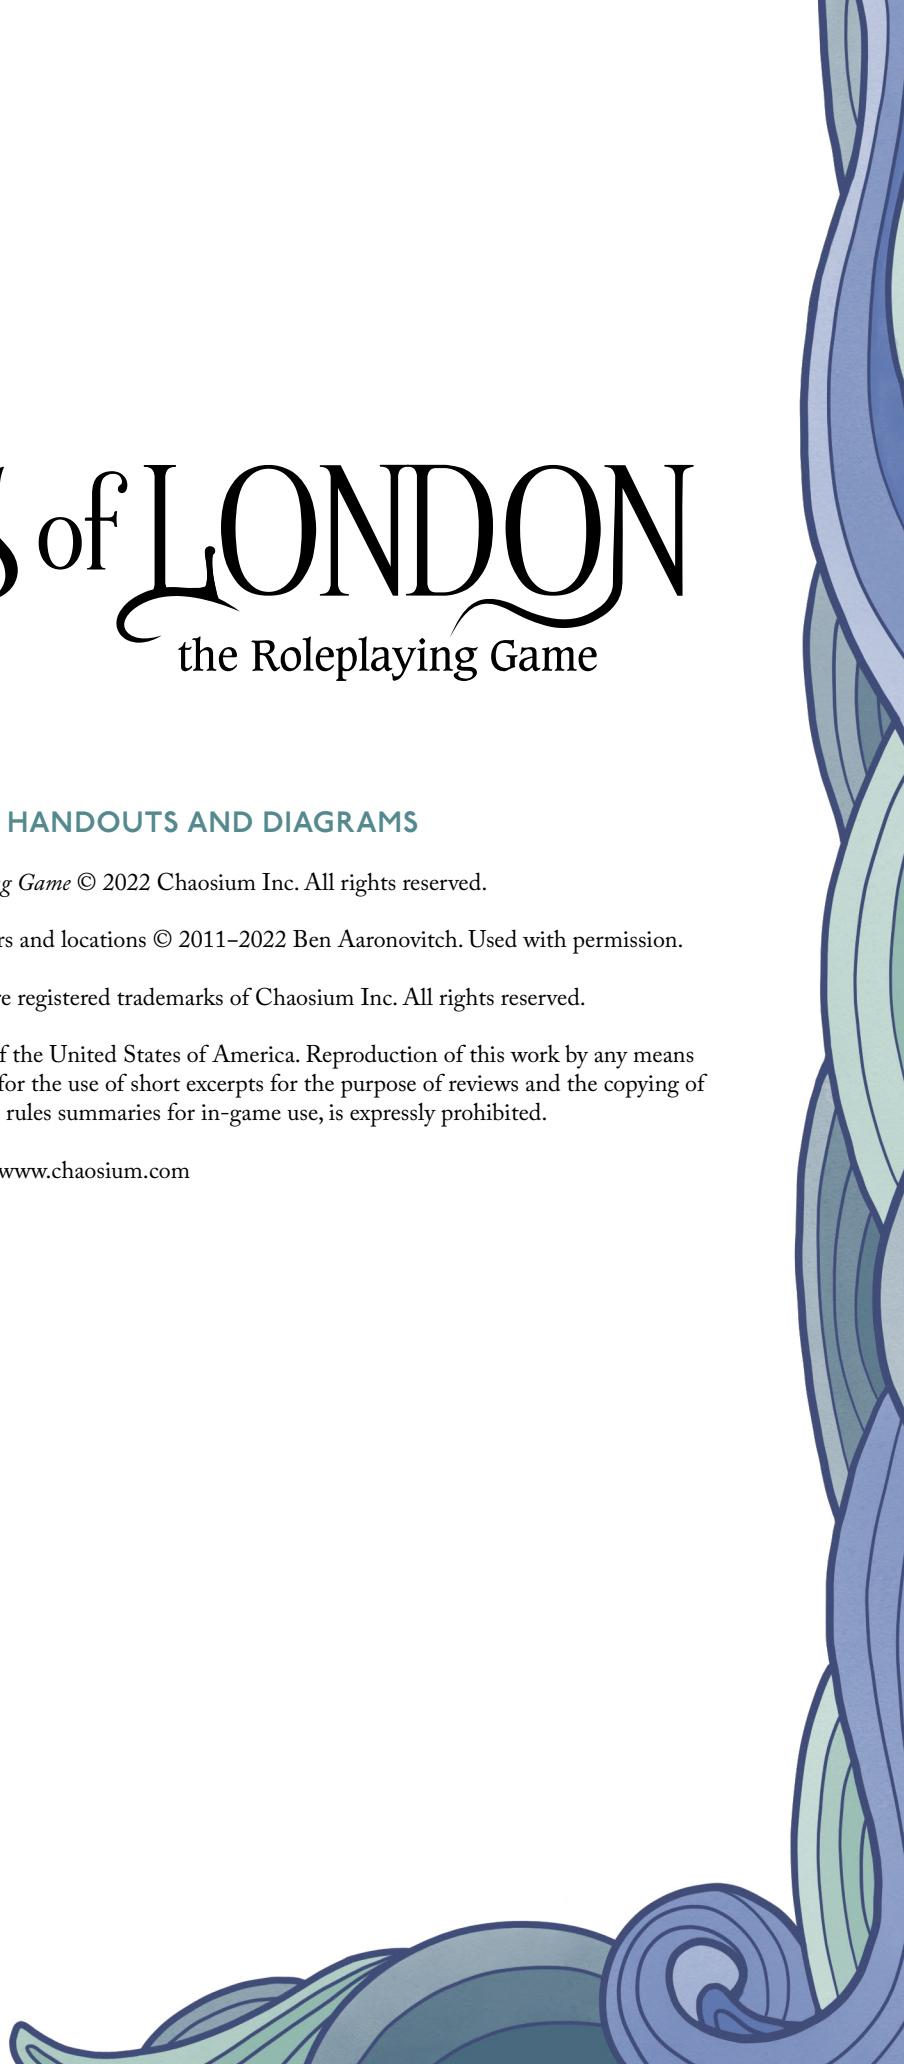 of LONDON
the Roleplaying Game
HANDOUTS AND DIAGRAMS
Game © 2022 Chaosium Inc. All rights reserved.
and locations © 2011–2022 Ben Aaronovitch. Used with permission.
registered trademarks of Chaosium Inc. All rights reserved.
the United States of America. Reproduction of this work by any means
for the use of short excerpts for the purpose of reviews and the copying of
rules summaries for in-game use, is expressly prohibited.
www.chaosium.com